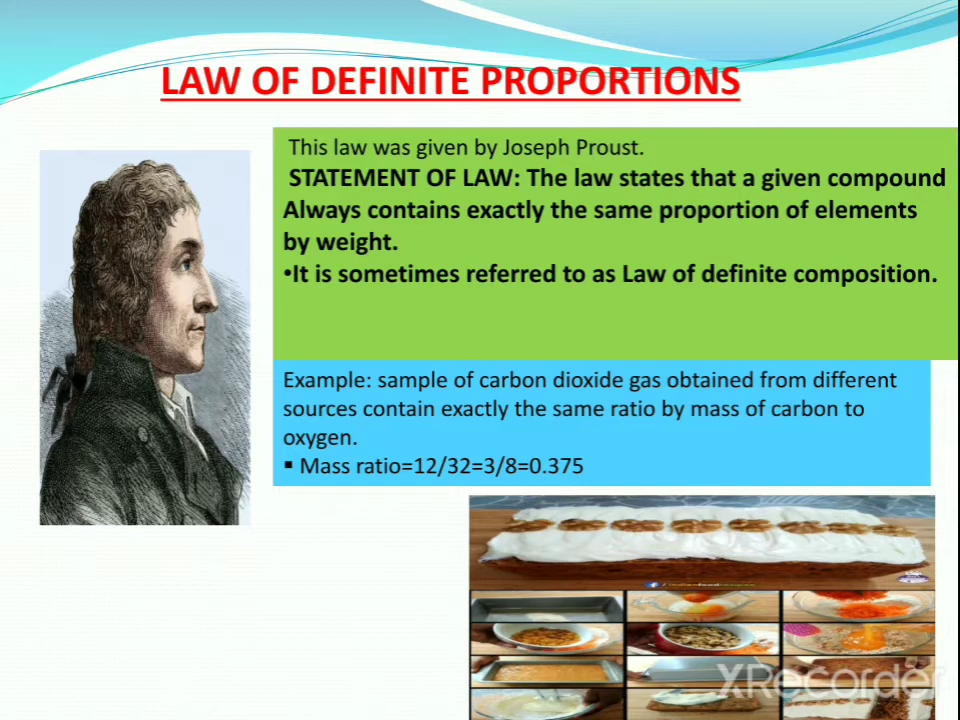 LAW OF DEFINITE PROPORTIONS
This law was given by Joseph Proust.
STATEMENT OF LAW: The law states that a given compound
Always contains exactly the same proportion of elements
by weight.
•It is sometimes referred to as Law of definite composition.
Example: sample of carbon dioxide gas obtained from different
sources contain exactly the same ratio by mass of carbon to
oxygen.
▪ Mass ratio=12/32=3/8=0.375
XRecorder